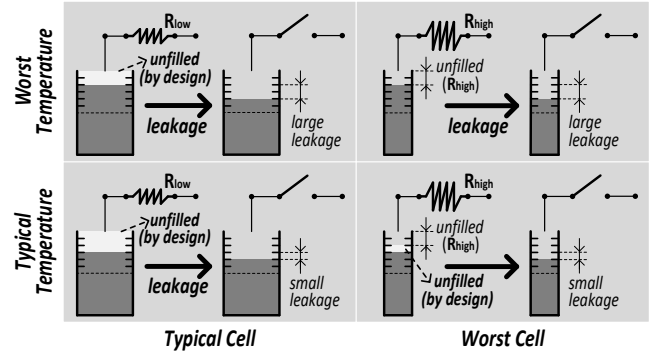 Worst
Temperature
Rlow
unfilled
(by design)
leakage
large
leakage
Rhigh
unfilled
(Rhigh)
leakage
large
leakage
Typical
Temperature
Rlow
unfilled
(by design)
leakage
small
leakage
Rhigh
unfilled
(Rhigh)
unfilled
(by design)
small
leakage
Typical Cell
Worst Cell